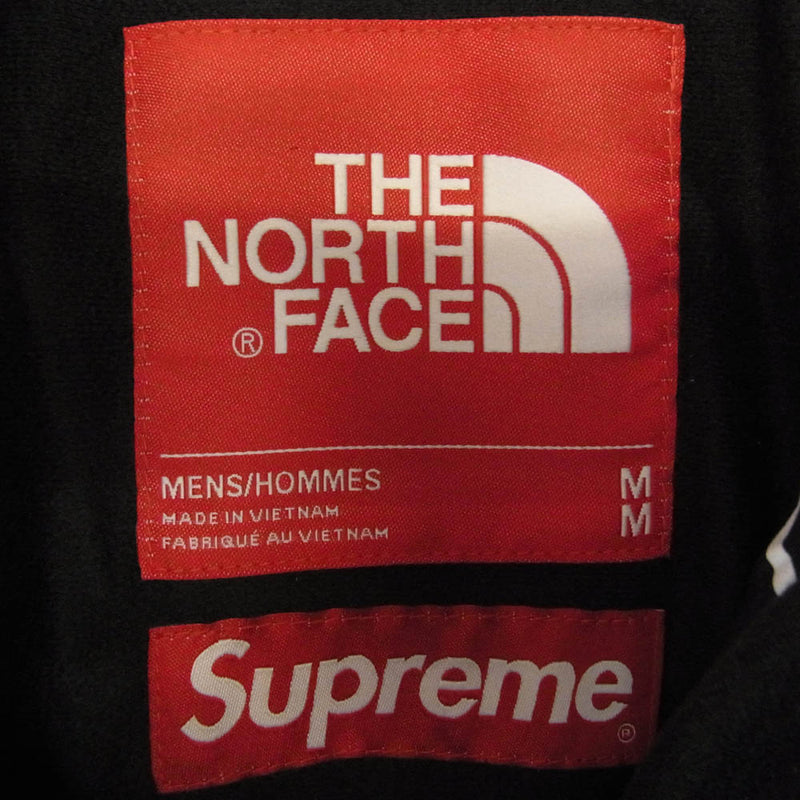 THE
NORTH
® FACE
MENS/HOMMES M
MADE IN VIETNAM
FABRIQUÉ AU VIETNAM M
Supreme ®